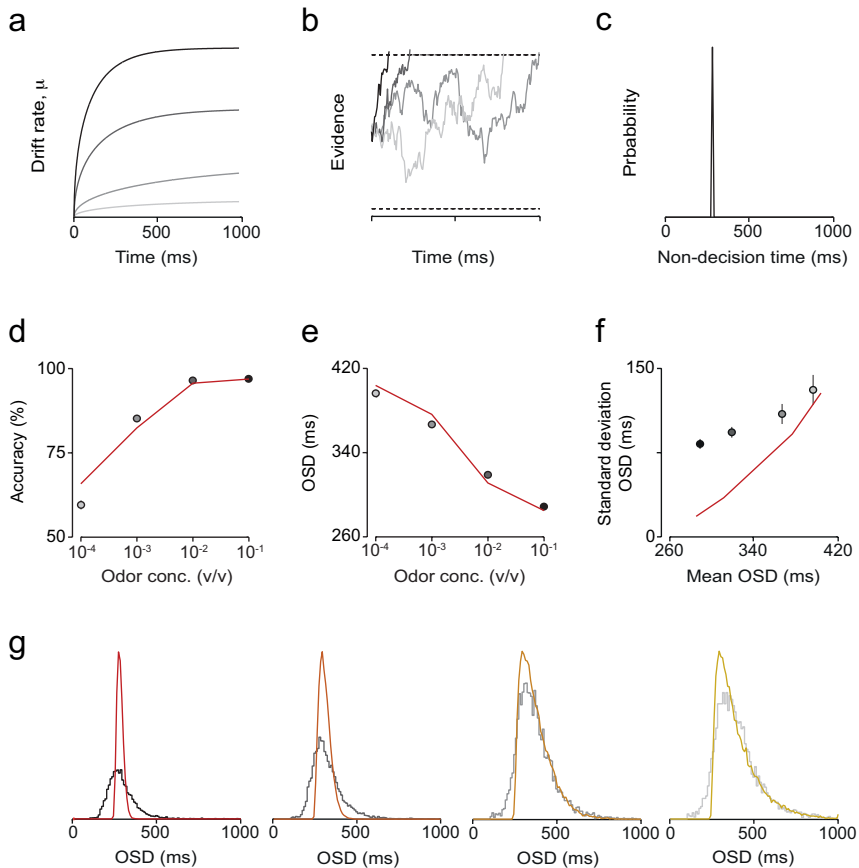 a
b
c
Drift rate, μ
Evidence
Prbabbility
0 500 1000
0 500 1000
Time (ms)
Time (ms)
Non-decision time (ms)
d
e
f
Accuracy (%)
100
75
50
10-4 10-3 10-2 10-1
Odor conc. (v/v)
OSD (ms)
420
340
260
10-4 10-3 10-2 10-1
Odor conc. (v/v)
Standard deviation
OSD (ms)
150
0
260 340 420
Mean OSD (ms)
g
0 500 1000
0 500 1000
0 500 1000
0 500 1000
OSD (ms)
OSD (ms)
OSD (ms)
OSD (ms)